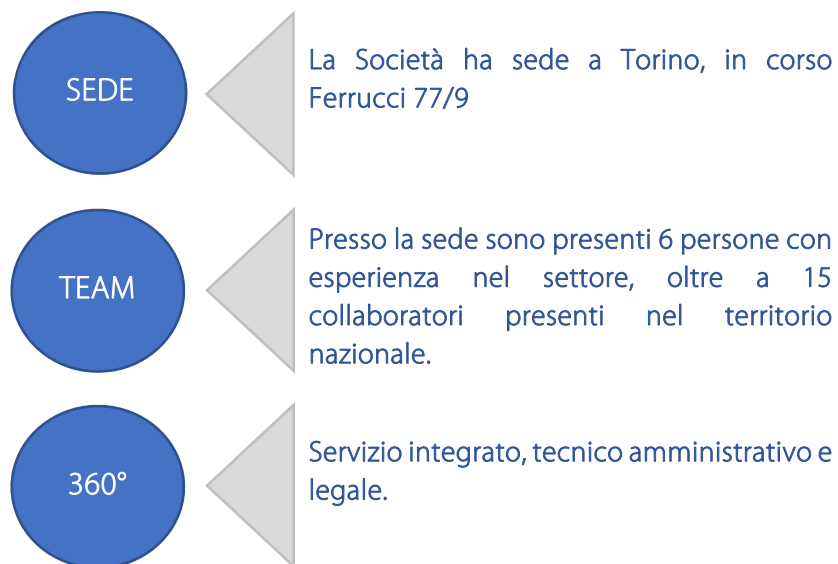 SEDE
La Società ha sede a Torino, in corso
Ferrucci 77/9
TEAM
Presso la sede sono presenti 6 persone con
esperienza nel settore, oltre a 15
collaboratori presenti nel territorio
nazionale.
360°
Servizio integrato, tecnico amministrativo e
legale.